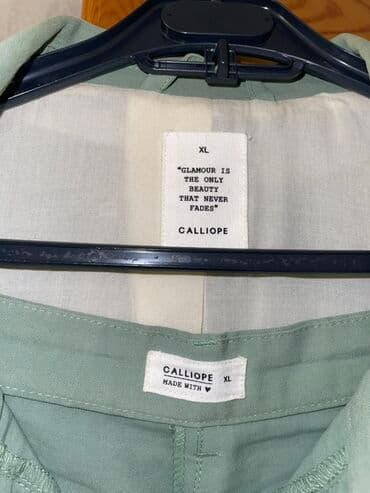 XL
"GLAMOUR IS
THE ONLY
BEAUTY
THAT NEVER
FADES"
CALLIOPE
CALLIOPE
MADE WITH ♥
XL